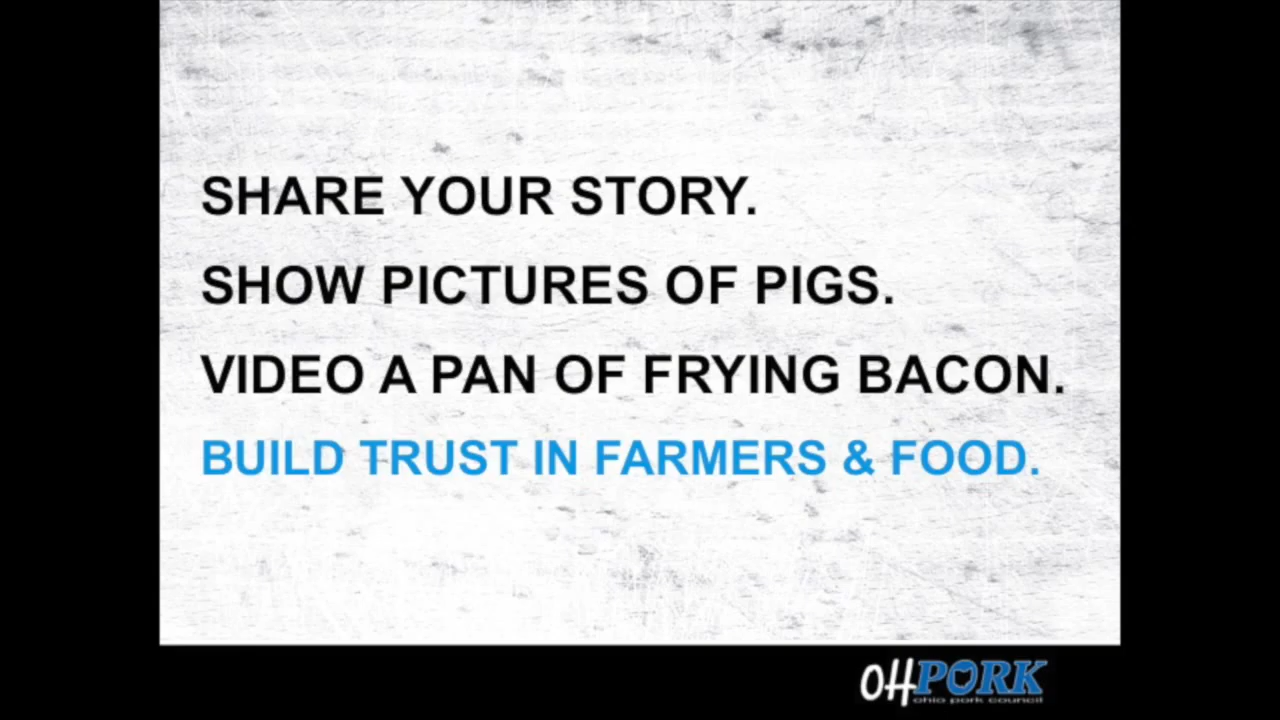 SHARE YOUR STORY.
SHOW PICTURES OF PIGS.
VIDEO A PAN OF FRYING BACON.
BUILD TRUST IN FARMERS & FOOD.
OHPORK
ohio pork council